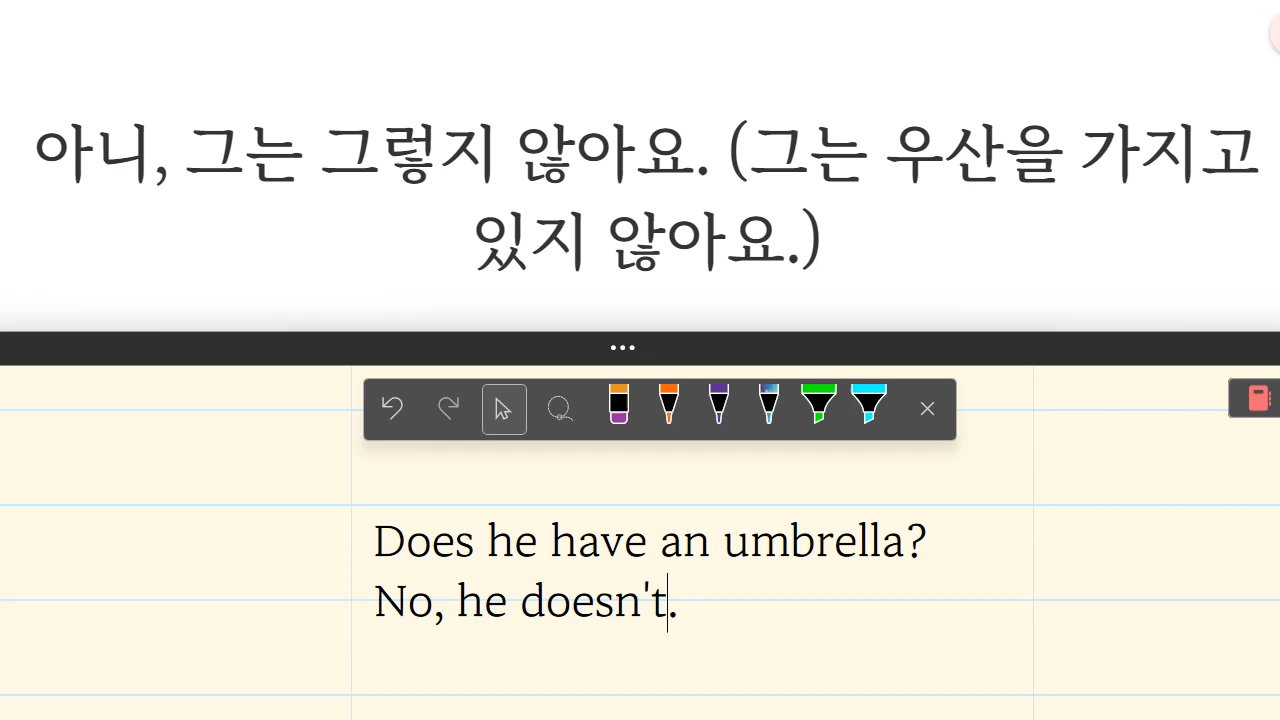 아니, 그는 그렇지 않아요. (그는 우산을 가지고
있지 않아요.)
Does he have an umbrella?
No, he doesn't.